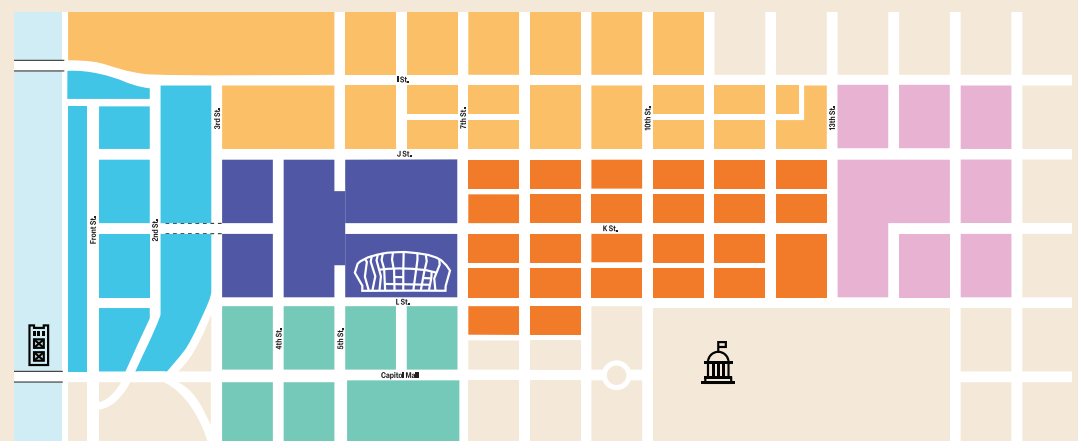 I St.
3rd St.
7th St.
10th St.
13th St.
J St.
Front St.
2nd St.
K St.
L St.
4th St.
5th St.
Capitol Mall